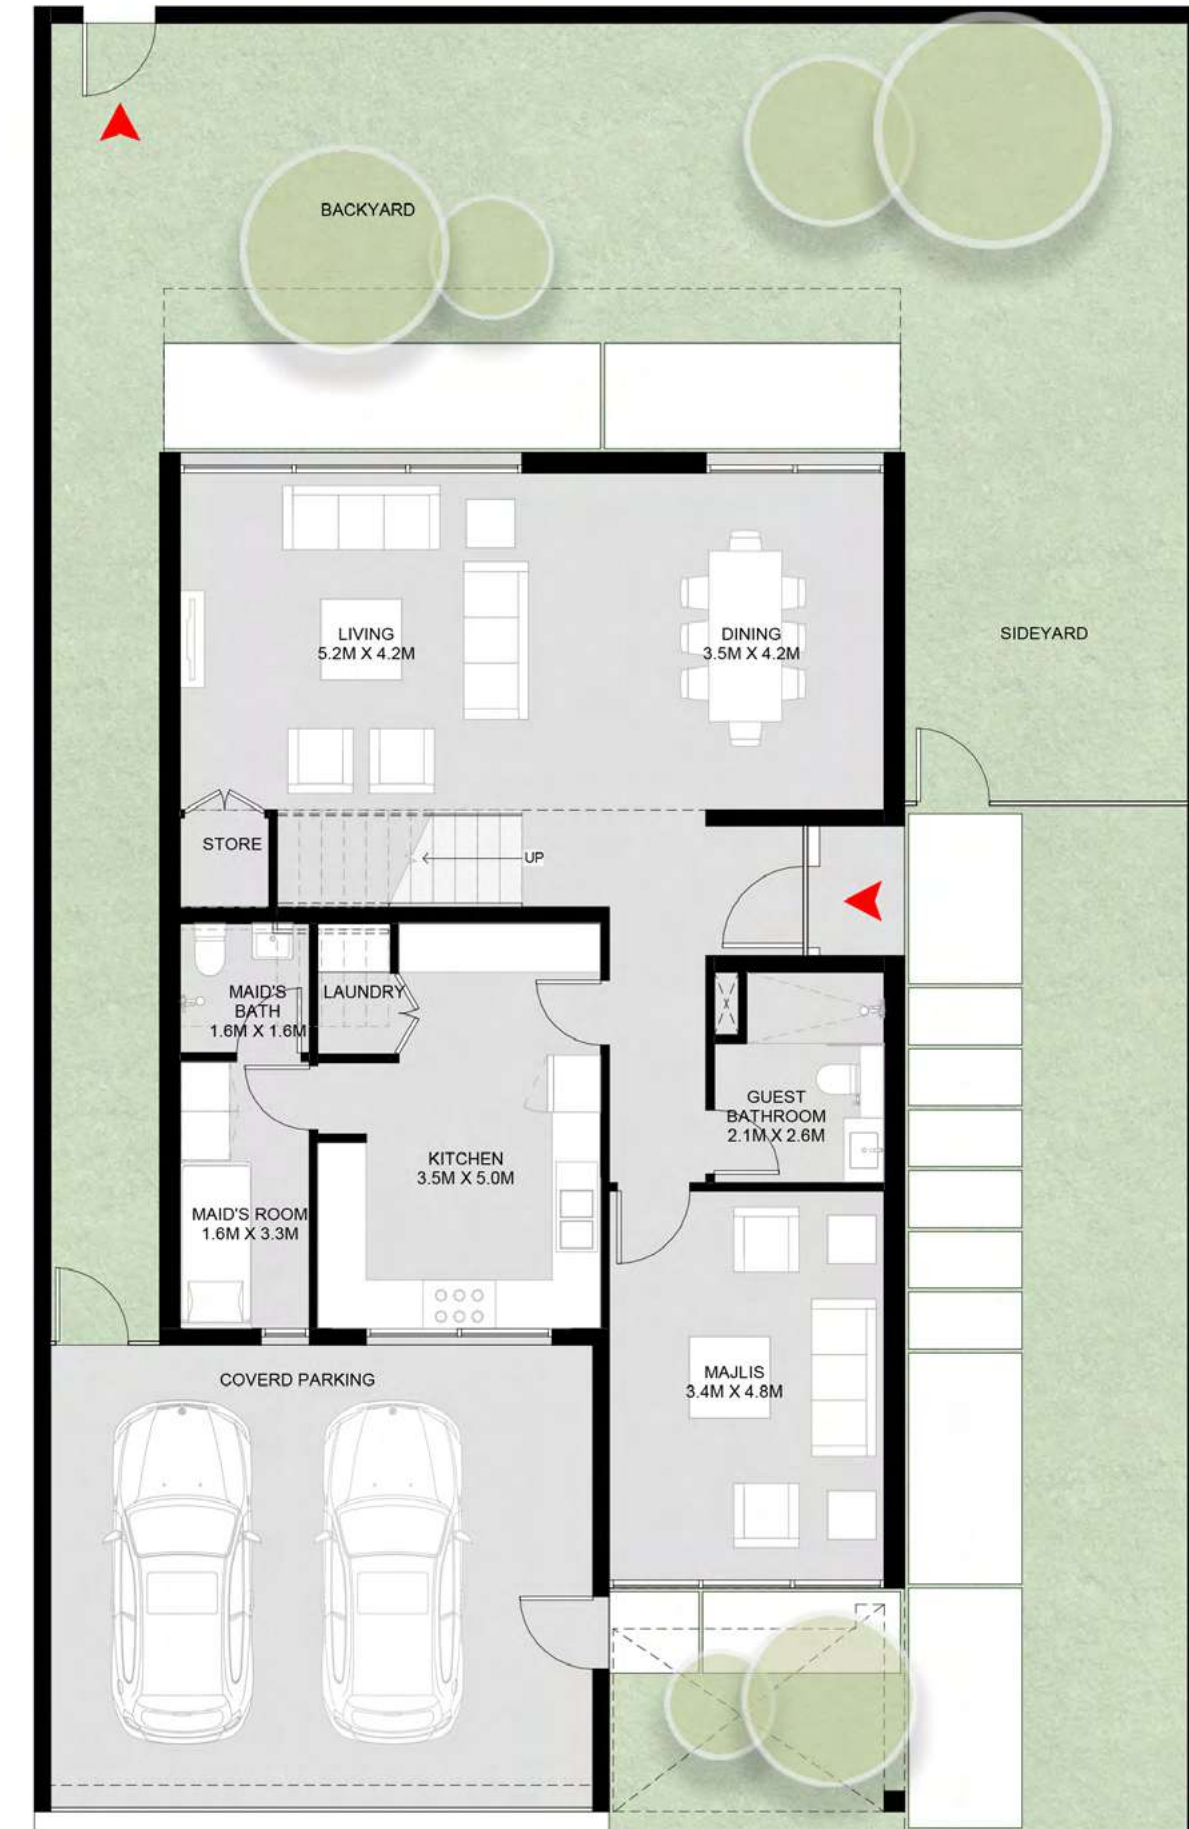 BACKYARD
LIVING
5.2M X 4.2M
DINING
3.5M X 4.2M
SIDEYARD
STORE
UP
MAID'S
BATH
1.6M X 1.6M
LAUNDRY
GUEST
BATHROOM
2.1M X 2.6M
KITCHEN
3.5M X 5.0M
MAID'S ROOM
1.6M X 3.3M
MAJLIS
3.4M X 4.8M
COVERD PARKING